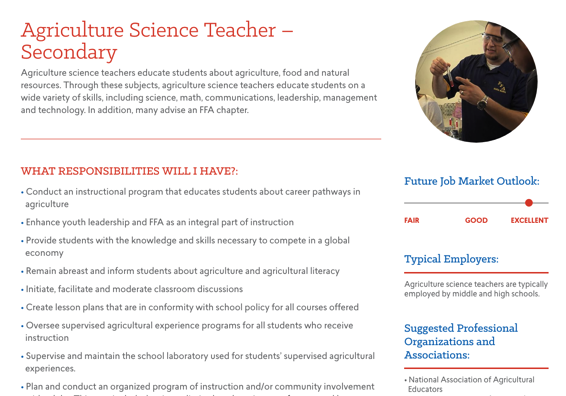 Agriculture Science Teacher –
Secondary
Agriculture science teachers educate students about agriculture, food and natural
resources. Through these subjects, agriculture science teachers educate students on a
wide variety of skills, including science, math, communications, leadership, management
and technology. In addition, many advise an FFA chapter.
WHAT RESPONSIBILITIES WILL I HAVE?:
• Conduct an instructional program that educates students about career pathways in
agriculture
• Enhance youth leadership and FFA as an integral part of instruction
• Provide students with the knowledge and skills necessary to compete in a global
economy
• Remain abreast and inform students about agriculture and agricultural literacy
• Initiate, facilitate and moderate classroom discussions
• Create lesson plans that are in conformity with school policy for all courses offered
• Oversee supervised agricultural experience programs for all students who receive
instruction
• Supervise and maintain the school laboratory used for students' supervised agricultural
experiences.
• Plan and conduct an organized program of instruction and/or community involvement
Future Job Market Outlook:
FAIR GOOD EXCELLENT
Typical Employers:
Agriculture science teachers are typically
employed by middle and high schools.
Suggested Professional
Organizations and
Associations:
• National Association of Agricultural
Educators